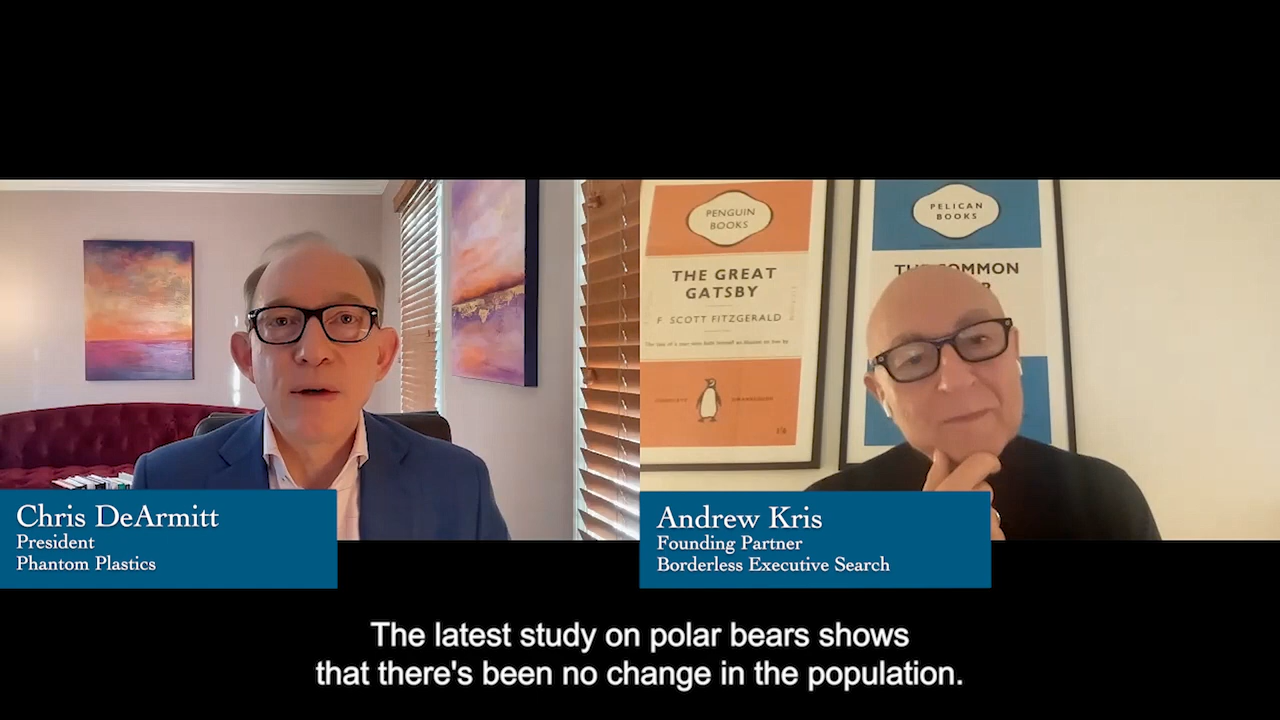 PENGUIN
BOOKS
THE GREAT
GATSBY
F. SCOTT FITZGERALD
PELICAN
BOOKS
COMMON
Chris DeArmitt
President
Phantom Plastics
Andrew Kris
Founding Partner
Borderless Executive Search
The latest study on polar bears shows
that there's been no change in the population.